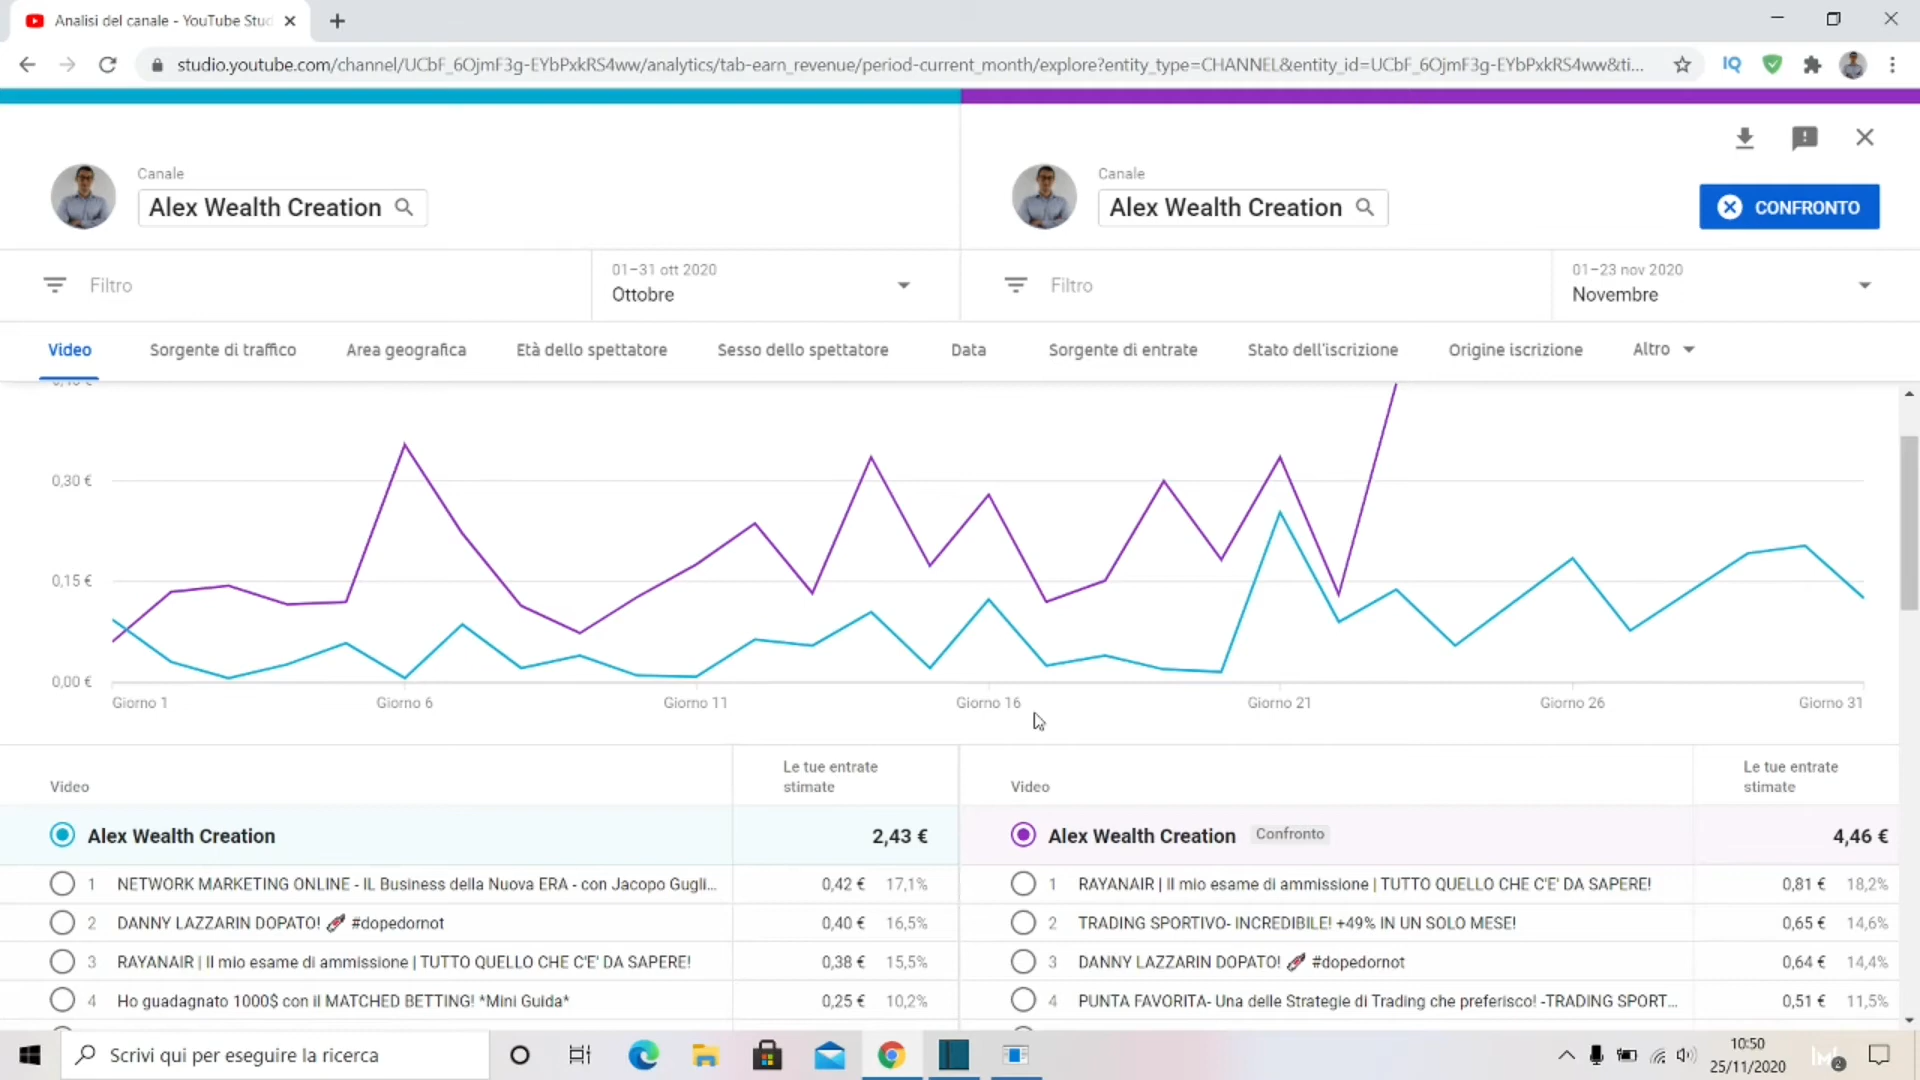 Analisi del canale - YouTube Stud
studio.youtube.com/channel/UCbF_6OjmF3g-EYbPxkRS4ww/analytics/tab-earn_revenue/period-current_month/explore?entity_type=CHANNEL&entity_id=UCbF_6OjmF3g-EYbPxkRS4ww&ti...
IQ
Canale
Alex Wealth Creation
Canale
Alex Wealth Creation
CONFRONTO
Filtro
01–31 ott 2020
Ottobre
Filtro
01–23 nov 2020
Novembre
Video
Sorgente di traffico
Area geografica
Età dello spettatore
Sesso dello spettatore
Data
Sorgente di entrate
Stato dell'iscrizione
Origine iscrizione
Altro
0,30 €
0,15 €
0,00 €
Giorno 1
Giorno 6
Giorno 11
Giorno 16
Giorno 21
Giorno 26
Giorno 31
Video
Le tue entrate
stimate
Alex Wealth Creation 2,43 €
1 NETWORK MARKETING ONLINE - IL Business della Nuova ERA - con Jacopo Gugli... 0,42 € 17,1%
2 DANNY LAZZARIN DOPATO! #dopedornot 0,40 € 16,5%
3 RAYANAIR | Il mio esame di ammissione | TUTTO QUELLO CHE C'E' DA SAPERE! 0,38 € 15,5%
4 Ho guadagnato 1000$ con il MATCHED BETTING! *Mini Guida* 0,25 € 10,2%
Video
Le tue entrate
stimate
Alex Wealth Creation Confronto 4,46 €
1 RAYANAIR | Il mio esame di ammissione | TUTTO QUELLO CHE C'E' DA SAPERE! 0,81 € 18,2%
2 TRADING SPORTIVO- INCREDIBILE! +49% IN UN SOLO MESE! 0,65 € 14,6%
3 DANNY LAZZARIN DOPATO! #dopedornot 0,64 € 14,4%
4 PUNTA FAVORITA- Una delle Strategie di Trading che preferisco! -TRADING SPORT... 0,51 € 11,5%
Scrivi qui per eseguire la ricerca
10:50
25/11/2020
2